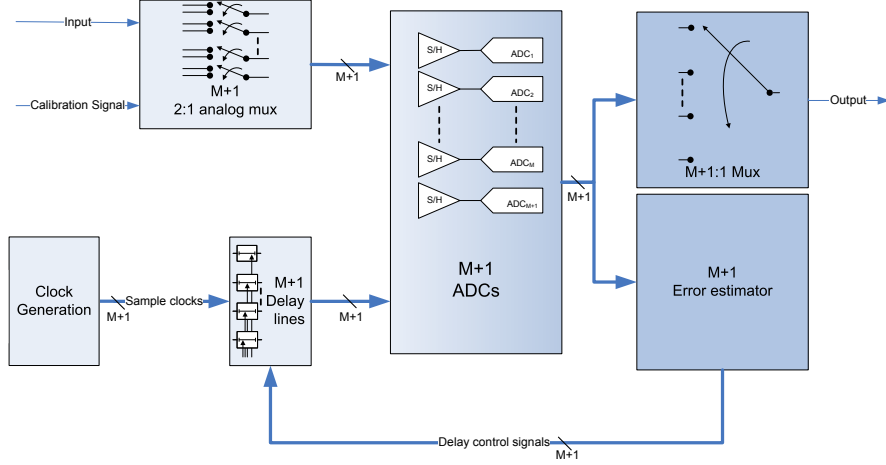 Input
Calibration Signal
M+1
2:1 analog mux
M+1
S/H
ADC1
S/H
ADC2
S/H
ADCM
S/H
ADCM+1
M+1
ADCs
M+1
M+1:1 Mux
Output
M+1
Error estimator
Clock
Generation
Sample clocks
M+1
M+1
Delay
lines
M+1
Delay control signals
M+1